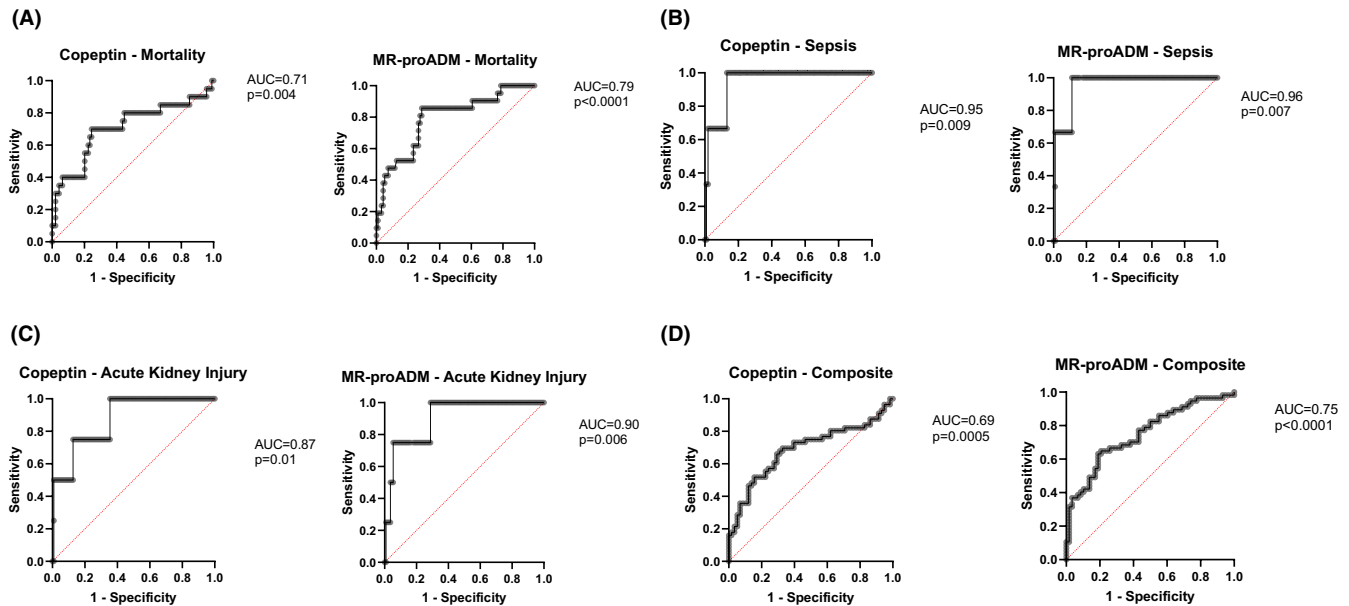 (A)
Copeptin - Mortality
AUC=0.71
p=0.004
1.0
0.8
0.6
0.4
0.2
0.0
Sensitivity
0.0 0.2 0.4 0.6 0.8 1.0
1 - Specificity
MR-proADM - Mortality
AUC=0.79
p<0.0001
1.0
0.8
0.6
0.4
0.2
0.0
Sensitivity
0.0 0.2 0.4 0.6 0.8 1.0
1 - Specificity
(B)
Copeptin - Sepsis
AUC=0.95
p=0.009
1.0
0.8
0.6
0.4
0.2
0.0
Sensitivity
0.0 0.2 0.4 0.6 0.8 1.0
1 - Specificity
MR-proADM - Sepsis
AUC=0.96
p=0.007
1.0
0.8
0.6
0.4
0.2
0.0
Sensitivity
0.0 0.2 0.4 0.6 0.8 1.0
1 - Specificity
(C)
Copeptin - Acute Kidney Injury
AUC=0.87
p=0.01
1.0
0.8
0.6
0.4
0.2
0.0
Sensitivity
0.0 0.2 0.4 0.6 0.8 1.0
1 - Specificity
MR-proADM - Acute Kidney Injury
AUC=0.90
p=0.006
1.0
0.8
0.6
0.4
0.2
0.0
Sensitivity
0.0 0.2 0.4 0.6 0.8 1.0
1 - Specificity
(D)
Copeptin - Composite
AUC=0.69
p=0.0005
1.0
0.8
0.6
0.4
0.2
0.0
Sensitivity
0.0 0.2 0.4 0.6 0.8 1.0
1 - Specificity
MR-proADM - Composite
AUC=0.75
p<0.0001
1.0
0.8
0.6
0.4
0.2
0.0
Sensitivity
0.0 0.2 0.4 0.6 0.8 1.0
1 - Specificity